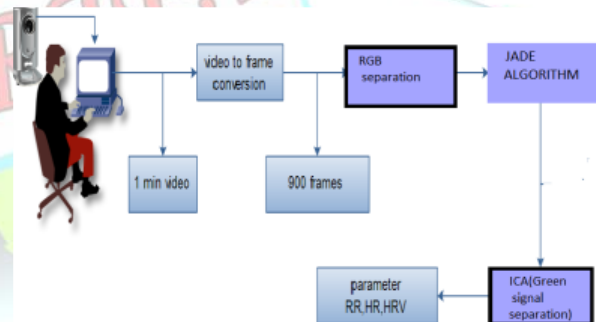 video to frame
conversion
RGB
separation
JADE
ALGORITHM
1 min video
900 frames
parameter
RR,HR,HRV
ICA(Green
signal
separation)